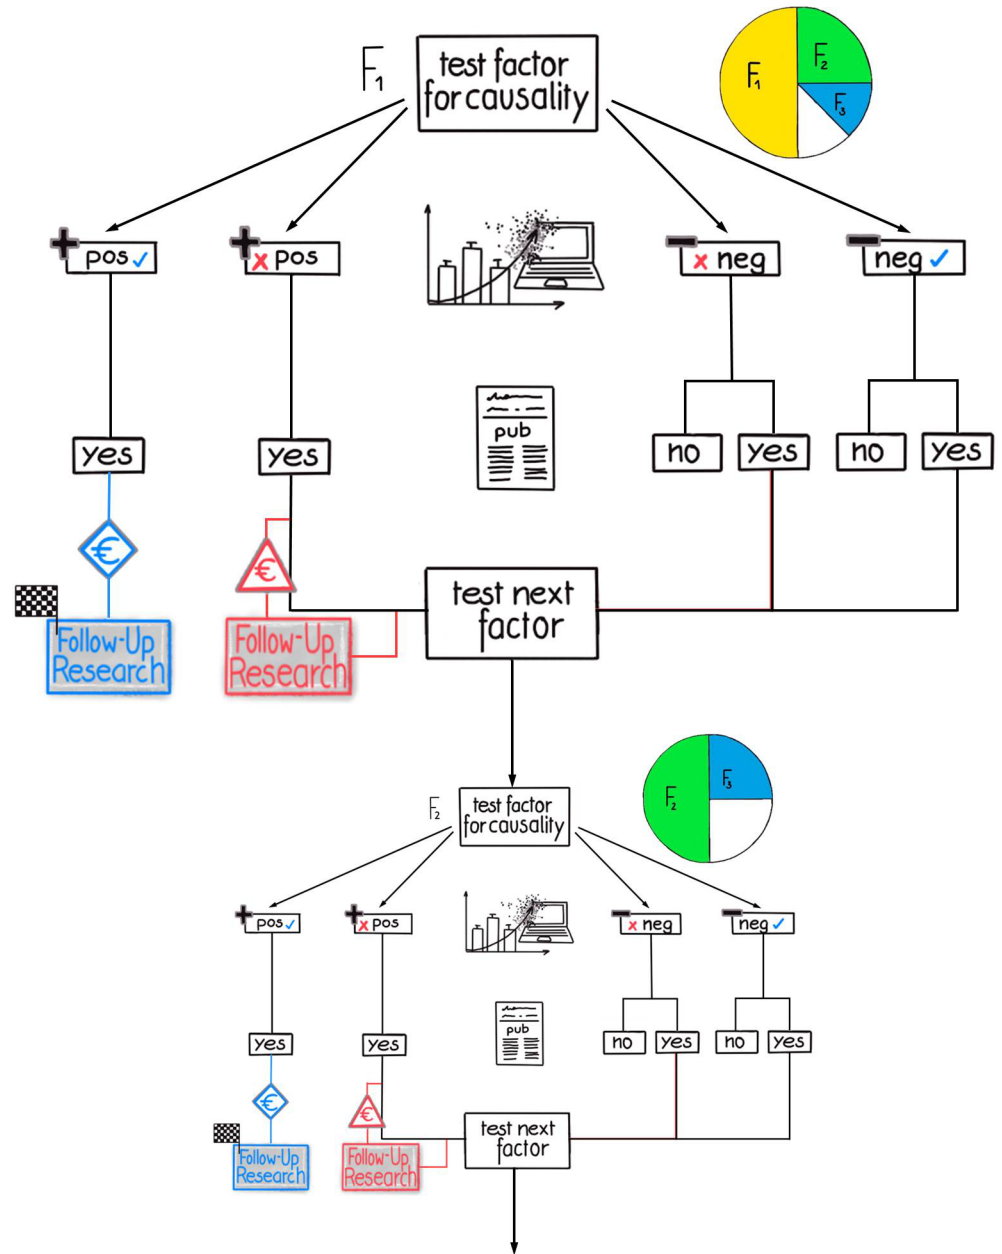 F1
test factor
for causality
F1
F2
F3
+ pos ✓
+ x pos
- x neg
- neg ✓
pub
yes
yes
no
yes
no
yes
€
€
test next
factor
Follow-Up
Research
Follow-Up
Research
F2
test factor
for causality
F2
F3
+ pos ✓
+ x pos
- x neg
- neg ✓
pub
yes
yes
no
yes
no
yes
€
€
test next
factor
Follow-Up
Research
Follow-Up
Research